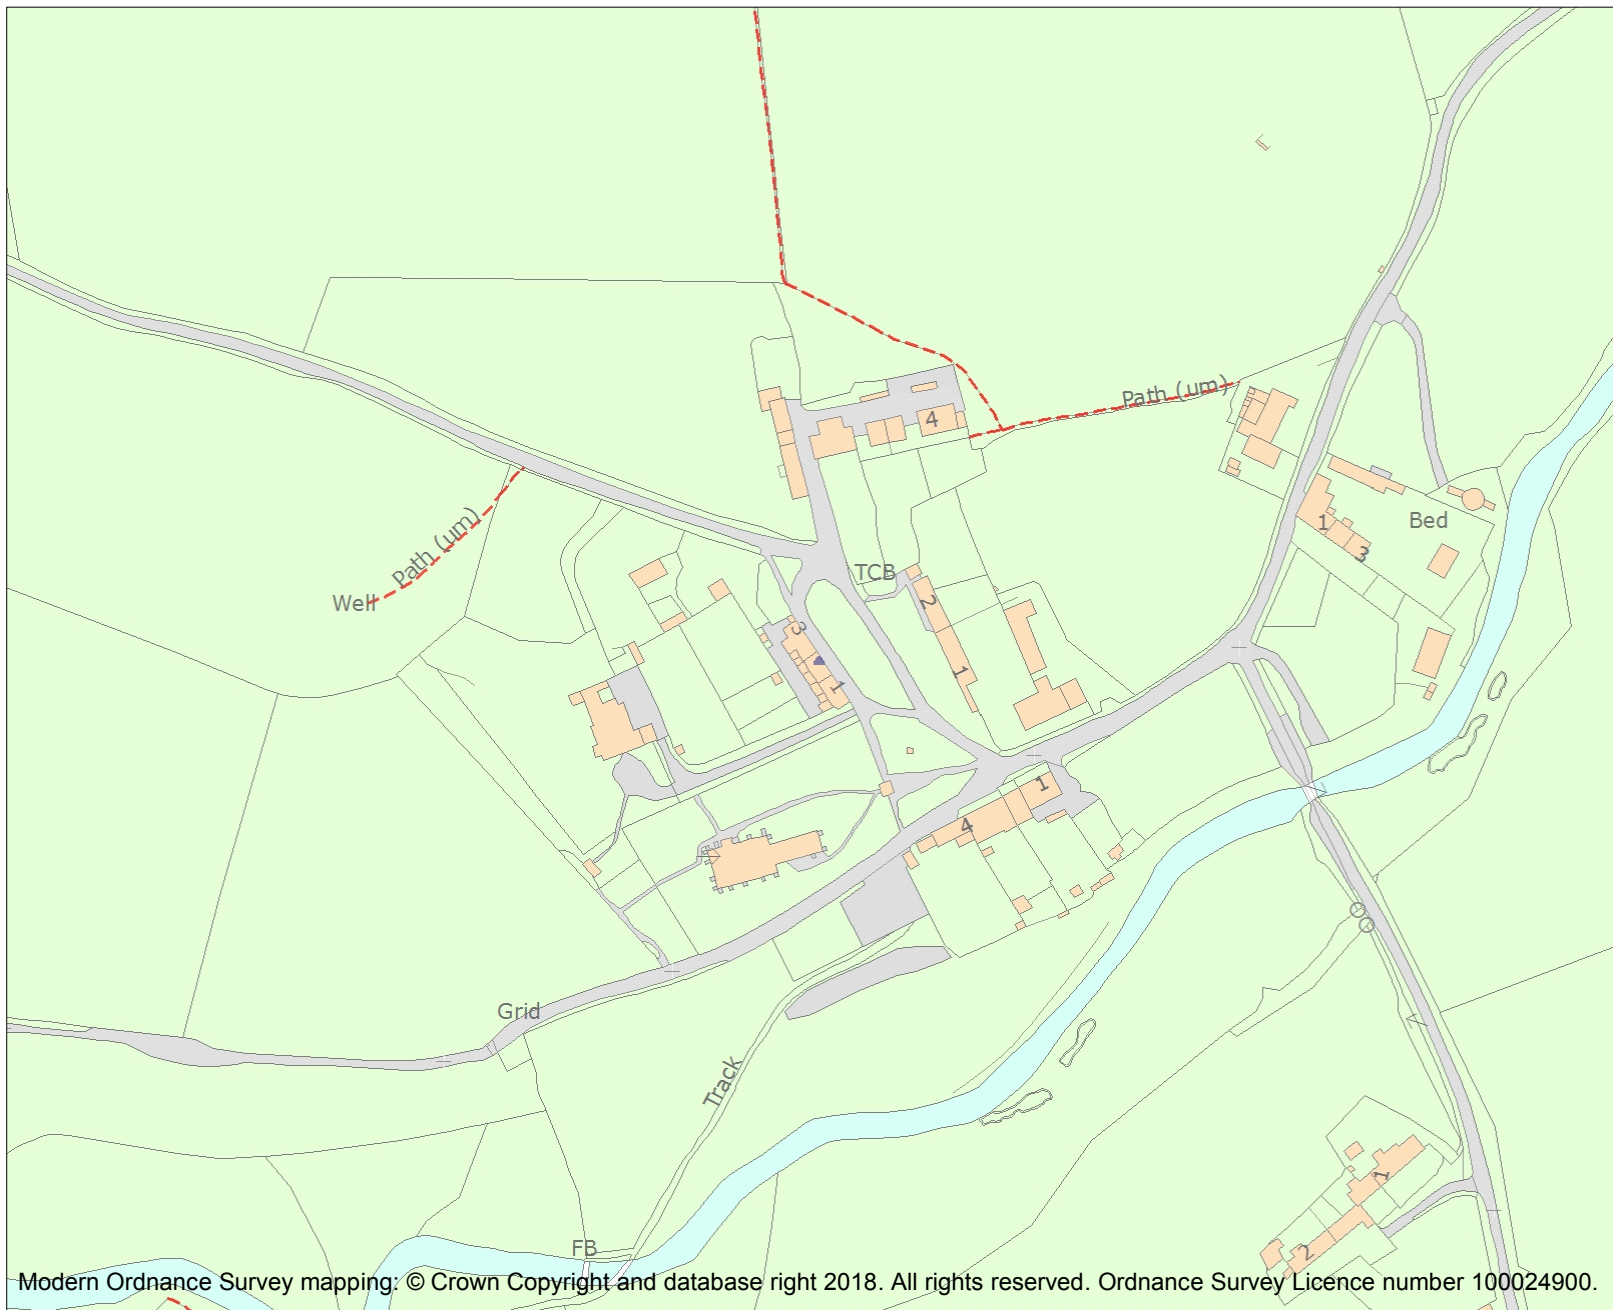 Path (um)
4
Path (um)
Bed
1
3
TCB
Well
2
3
1
1
1
4
Grid
Track
1
FB
2
Modern Ordnance Survey mapping: © Crown Copyright and database right 2018. All rights reserved. Ordnance Survey Licence number 100024900.